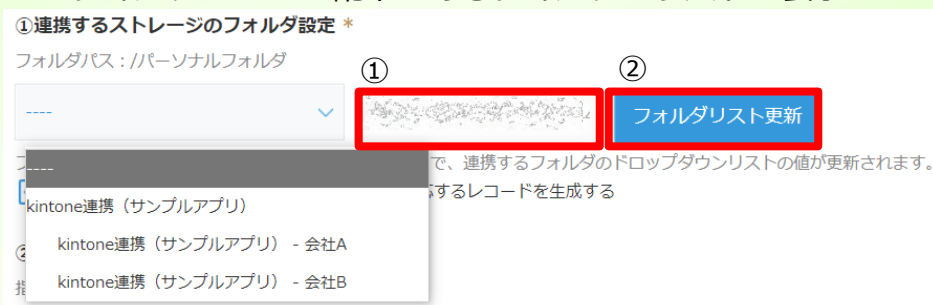 ①連携するストレージのフォルダ設定 *
フォルダパス : //パーソナルフォルダ
① ②
---- フォルダリスト更新
---- で、連携するフォルダのドロップダウンリストの値が更新されます。
するレコードを生成する
kintone連携（サンプルアプリ）
kintone連携（サンプルアプリ） - 会社A
kintone連携（サンプルアプリ） - 会社B